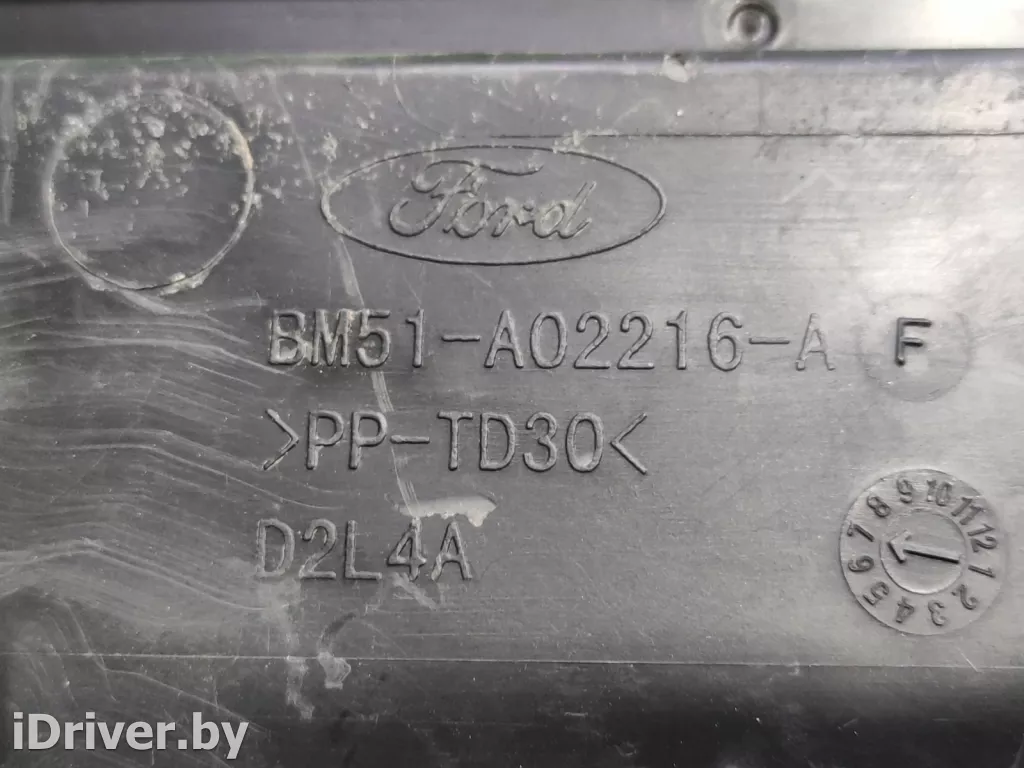 Ford
BM51-A02216-A F
>PP-TD30<
D2L4A
1 2 3 4 5 6 7 8 9 10 11 12
iDriver.by